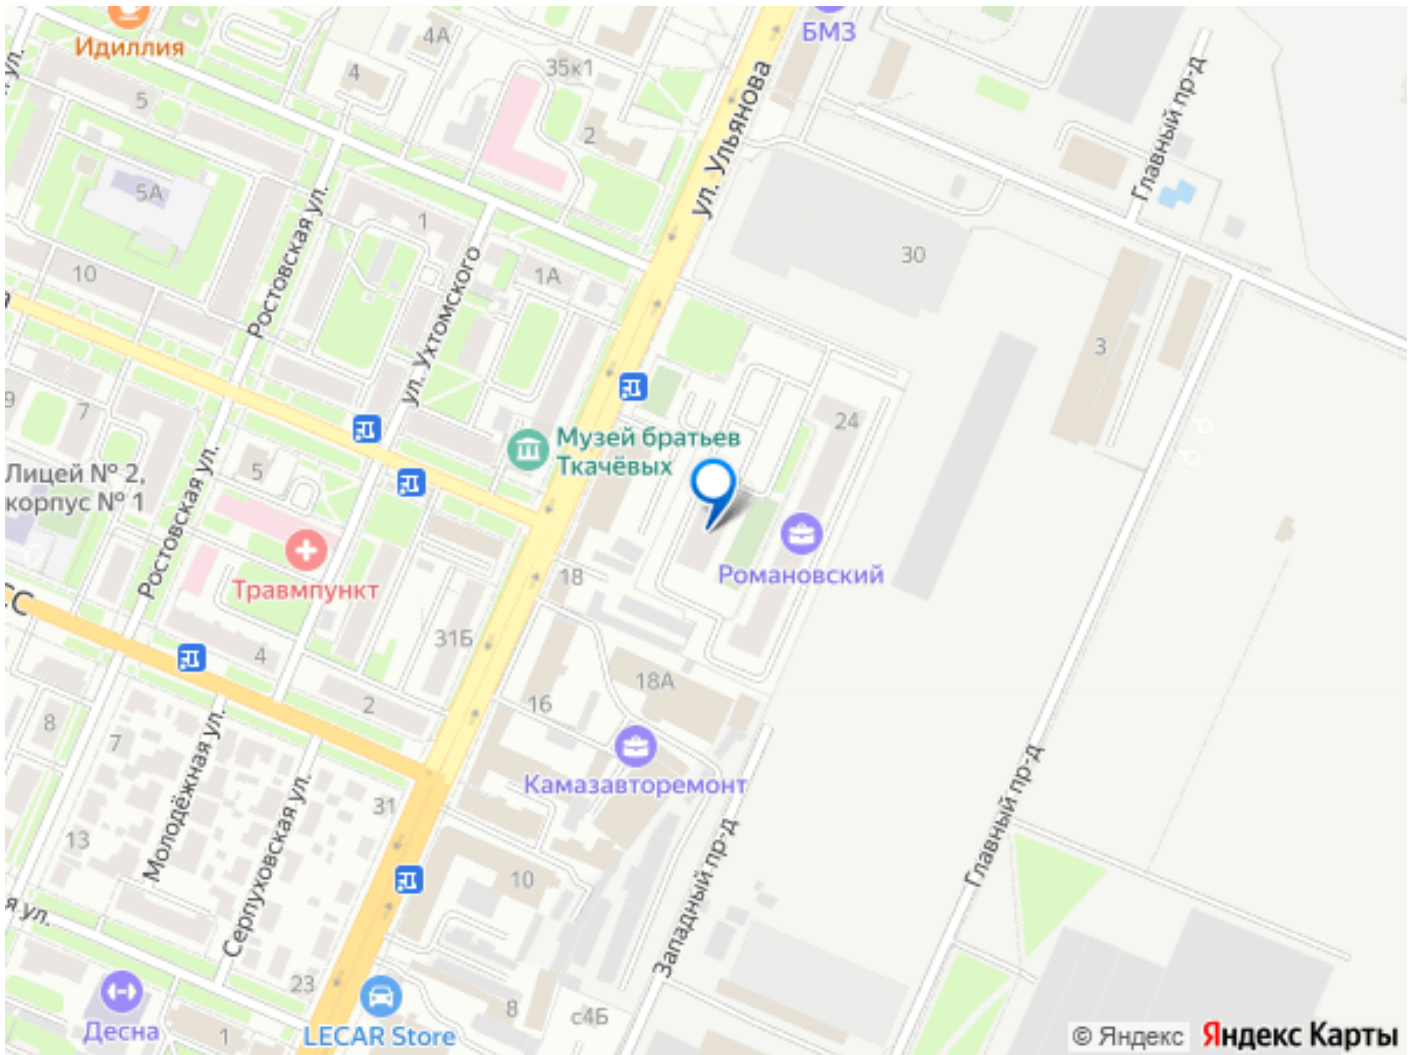 Идиллия
4А
БМЗ
35к1
4
5
2
ул. Ульянова
Главный пр-д
5А
1
Ростовская ул.
30
10
1А
ул. Ухтомского
3
9
7
24
Музей братьев
Ткачёвых
Лицей № 2,
корпус № 1
5
Ростовская ул.
Травмпункт
18
Романовский
СС
31Б
4
18А
2
16
8
7
Молодёжная ул.
Камазавторемонт
Серпуховская ул.
31
Главный пр-д
13
10
Западный пр-д
я ул.
23
Десна
1
LECAR Store
8
с4Б
© Яндекс Яндекс Карты